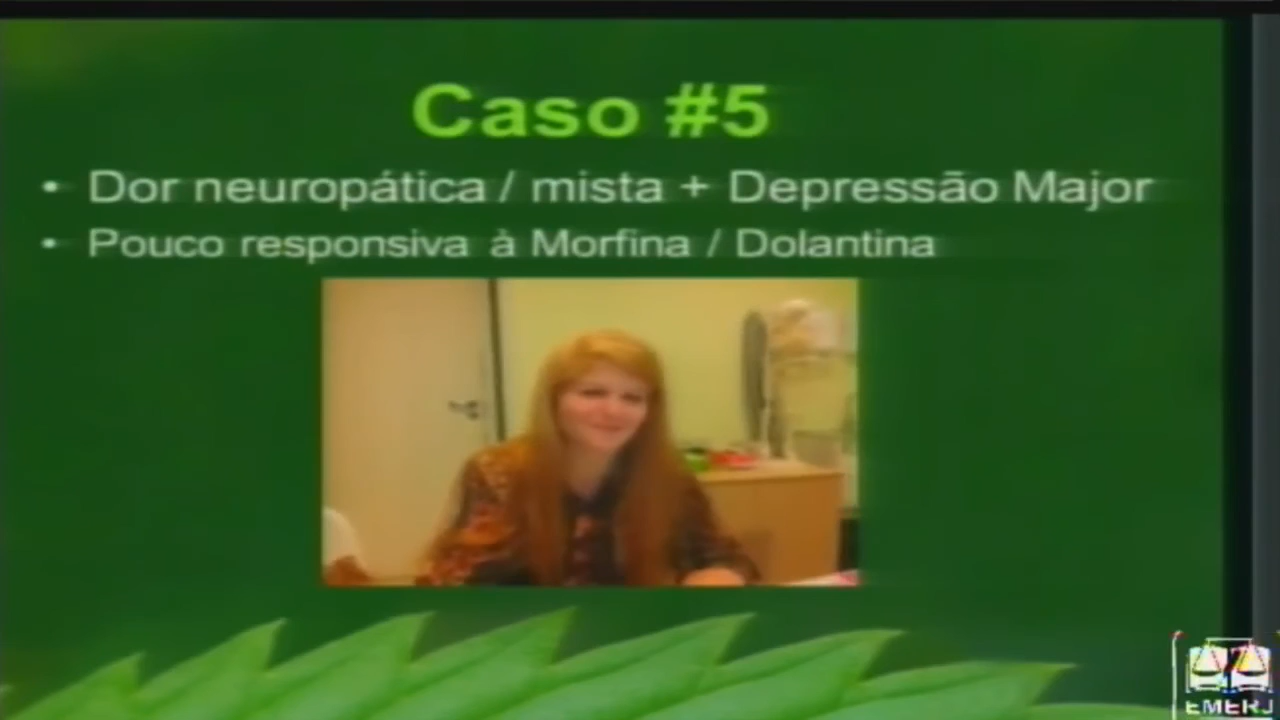 Caso #5
• Dor neuropática / mista + Depressão Major
• Pouco responsiva à Morfina / Dolantina
EMERJ